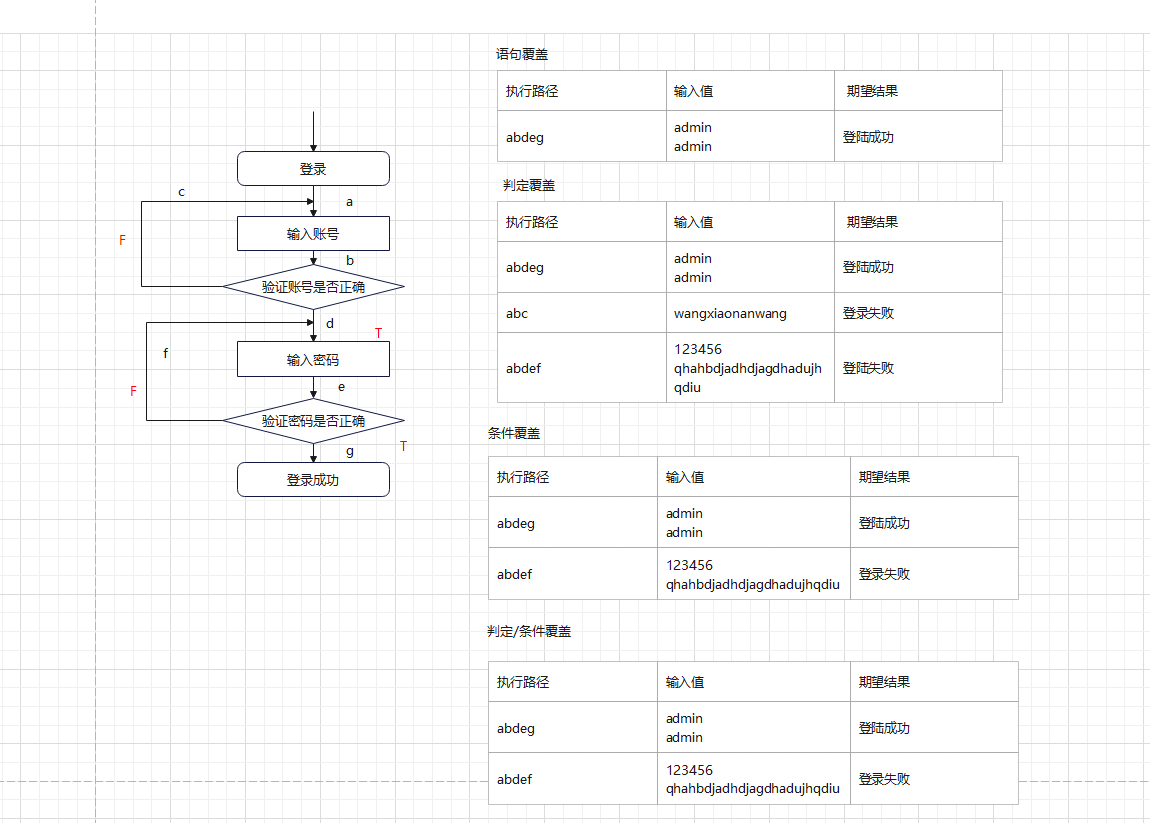 登录
c
a
F
输入账号
b
验证账号是否正确
d
T
f
输入密码
F
e
验证密码是否正确
T
g
登录成功
语句覆盖
执行路径 输入值 期望结果
abdeg admin 登陆成功
admin
判定覆盖
执行路径 输入值 期望结果
abdeg admin 登陆成功
admin
abc wangxiaonanwang 登录失败
abdef 123456 登陆失败
qhahbdjadhdjagdhadujh
qdiu
条件覆盖
执行路径 输入值 期望结果
abdeg admin 登陆成功
admin
abdef 123456 登录失败
qhahbdjadhdjagdhadujhqdiu
判定/条件覆盖
执行路径 输入值 期望结果
abdeg admin 登陆成功
admin
abdef 123456 登录失败
qhahbdjadhdjagdhadujhqdiu